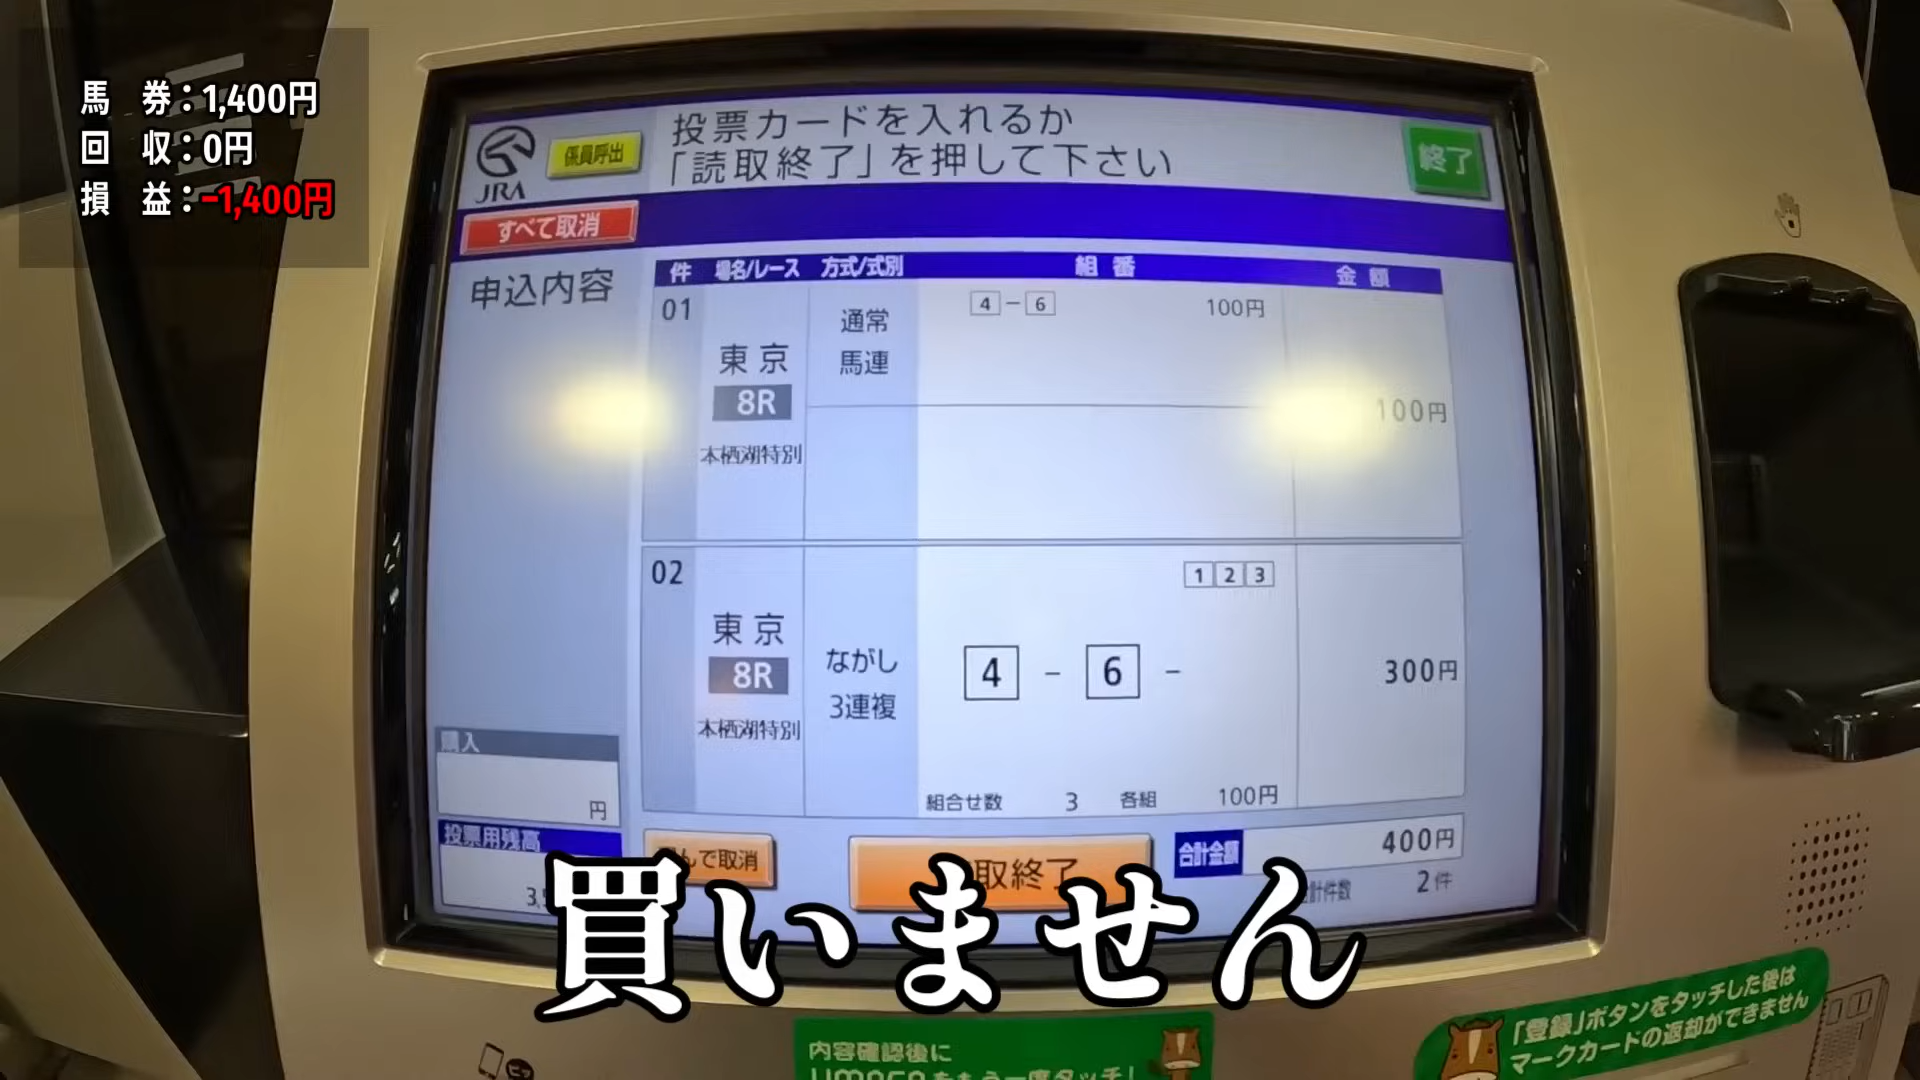 馬 券：1,400円
回 収：0円
損 益：-1,400円
JRA
係員呼出
投票カードを入れるか
「読取終了」を押して下さい
終了
すべて取消
申込内容
件 場名/レース 方式/式別 組番 金額
01 東京 8R 本栖湖特別 通常 馬連 4-6 100円 100円
02 東京 8R 本栖湖特別 ながし 3連複 4-6- 1 2 3 300円
組合せ数 3 各組 100円
購入
円
投票用残高
んで取消
取終了
合計金額 400円
計件数 2件
買いません
内容確認後に
「登録」ボタンをタッチした後は
マークカードの返却ができません